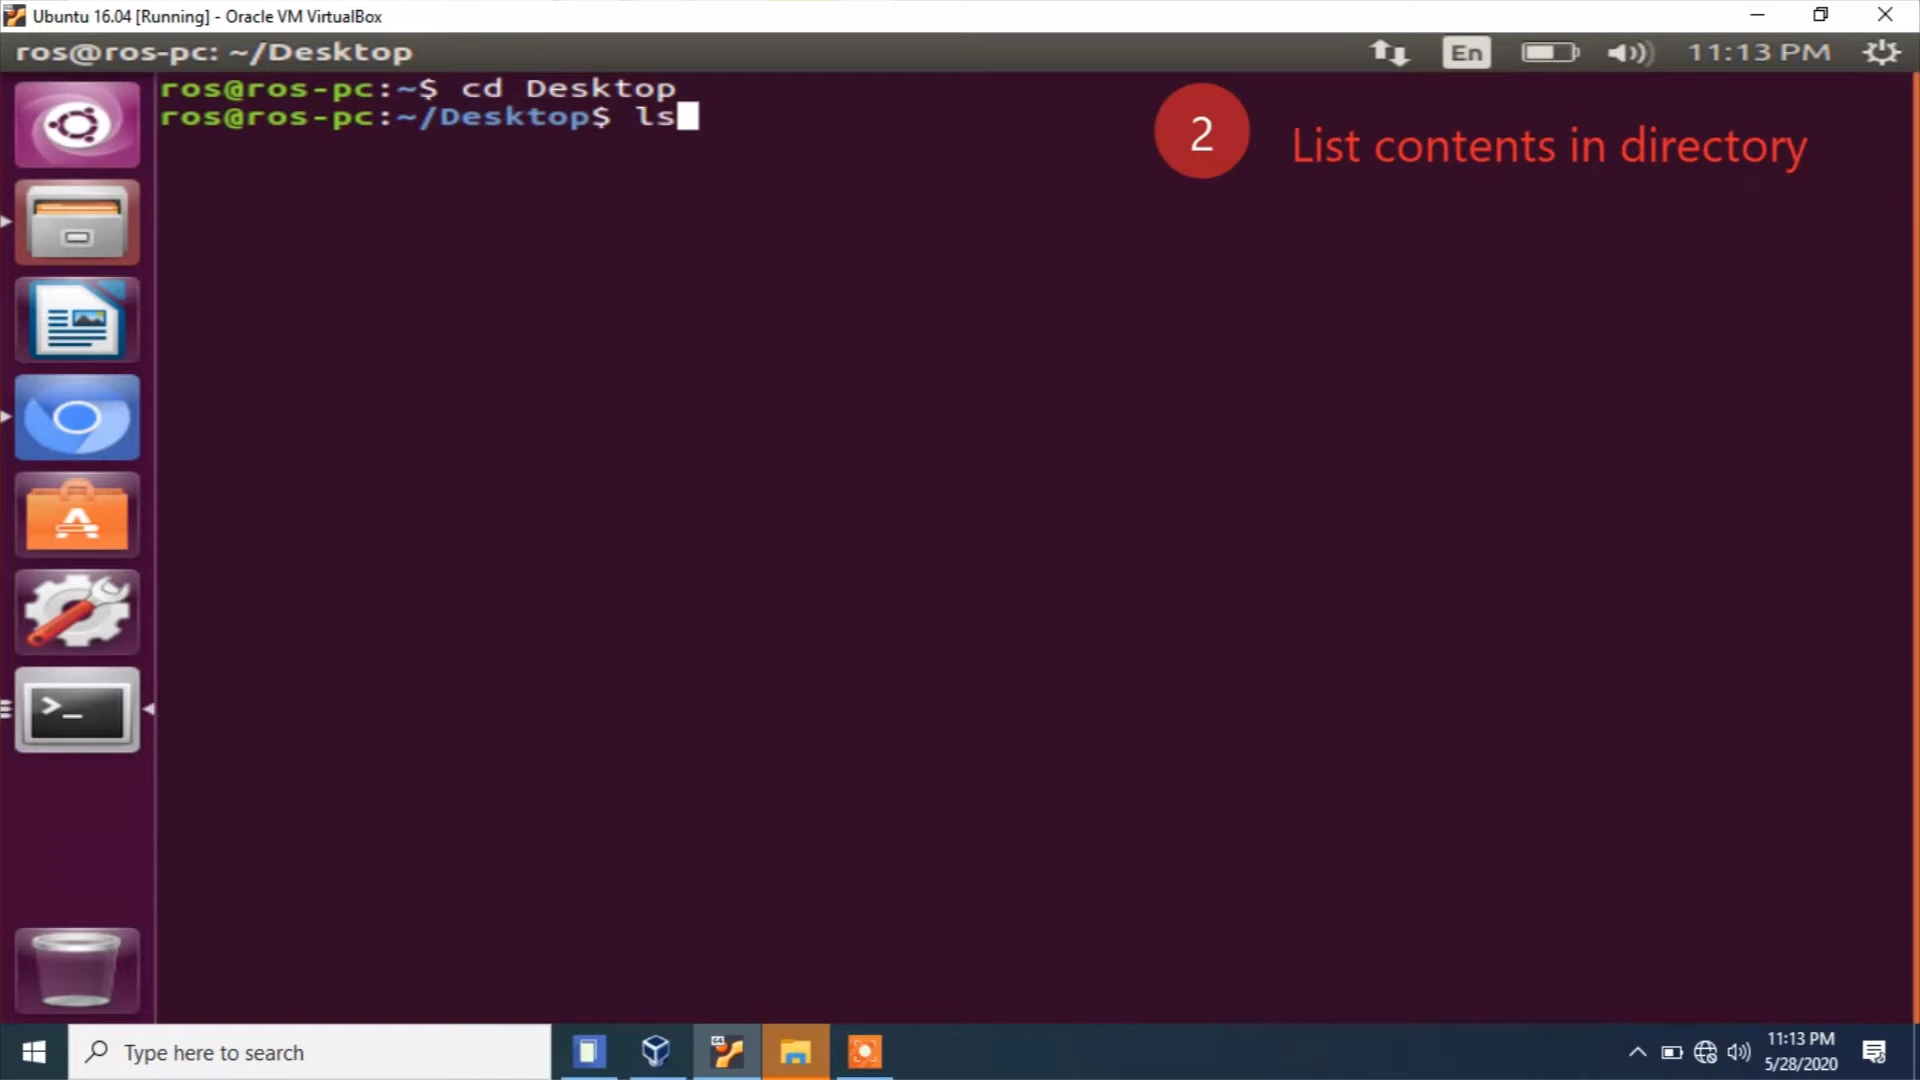 Ubuntu 16.04 [Running] - Oracle VM VirtualBox
ros@ros-pc: ~/Desktop
En
11:13 PM
ros@ros-pc:~$ cd Desktop
ros@ros-pc:~/Desktop$ ls
2
List contents in directory
>_
Type here to search
64
11:13 PM
5/28/2020